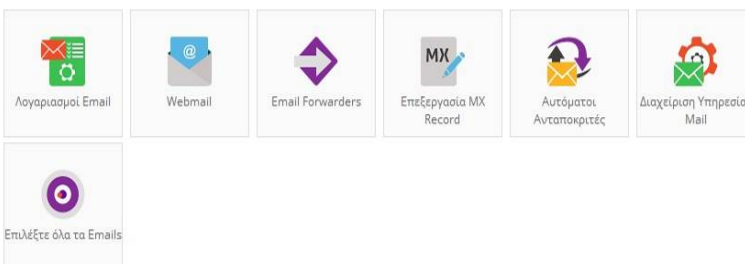 @
MX
Λογαριασμοί Email
Webmail
Email Forwarders
Επεξεργασία MX
Record
Αυτόματοι
Ανταποκριτές
Διαχείριση Υπηρεσία
Mail
Επιλέξτε όλα τα Emails